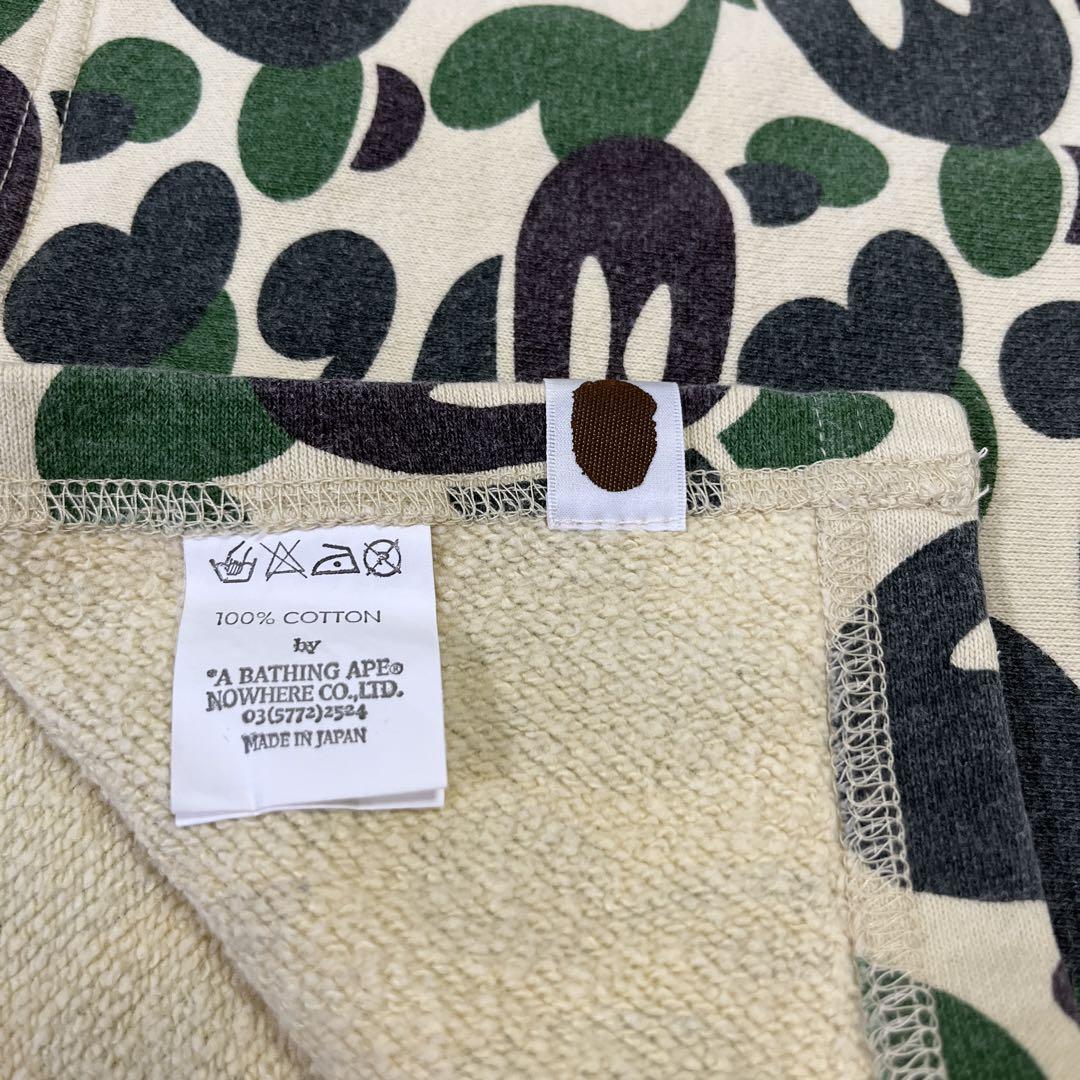 100% COTTON
by
*A BATHING APE®
NOWHERE CO.,LTD.
03(5772)2524
MADE IN JAPAN